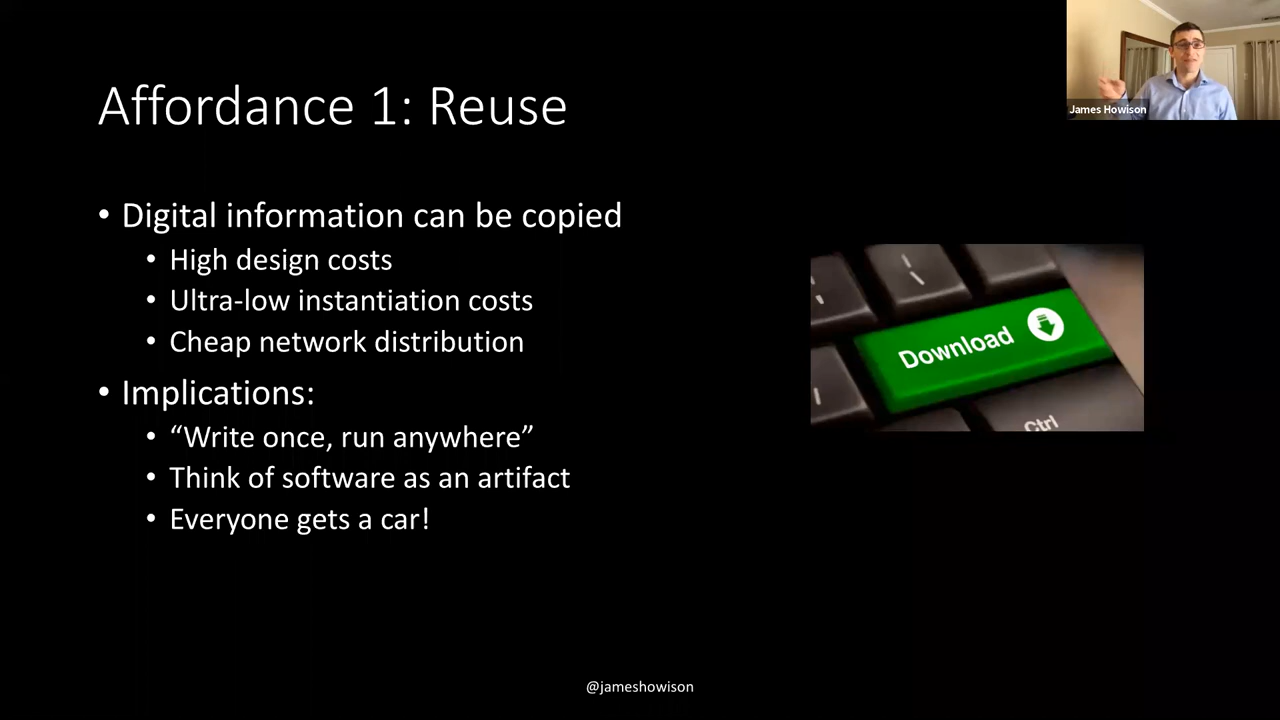 James Howison
Affordance 1: Reuse
• Digital information can be copied
• High design costs
• Ultra-low instantiation costs
• Cheap network distribution
• Implications:
• “Write once, run anywhere”
• Think of software as an artifact
• Everyone gets a car!
Download
Ctrl
@jameshowison